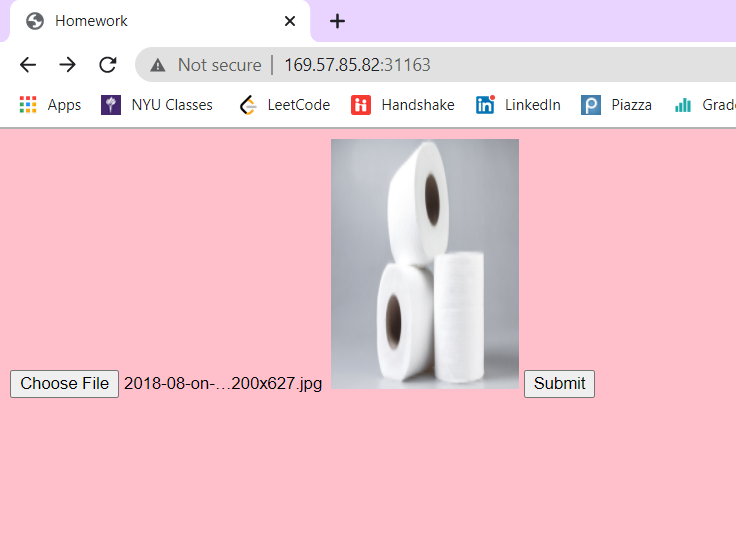 Homework
Not secure | 169.57.85.82:31163
Apps NYU Classes LeetCode Handshake LinkedIn Piazza Grade
Choose File 2018-08-on-...200x627.jpg Submit